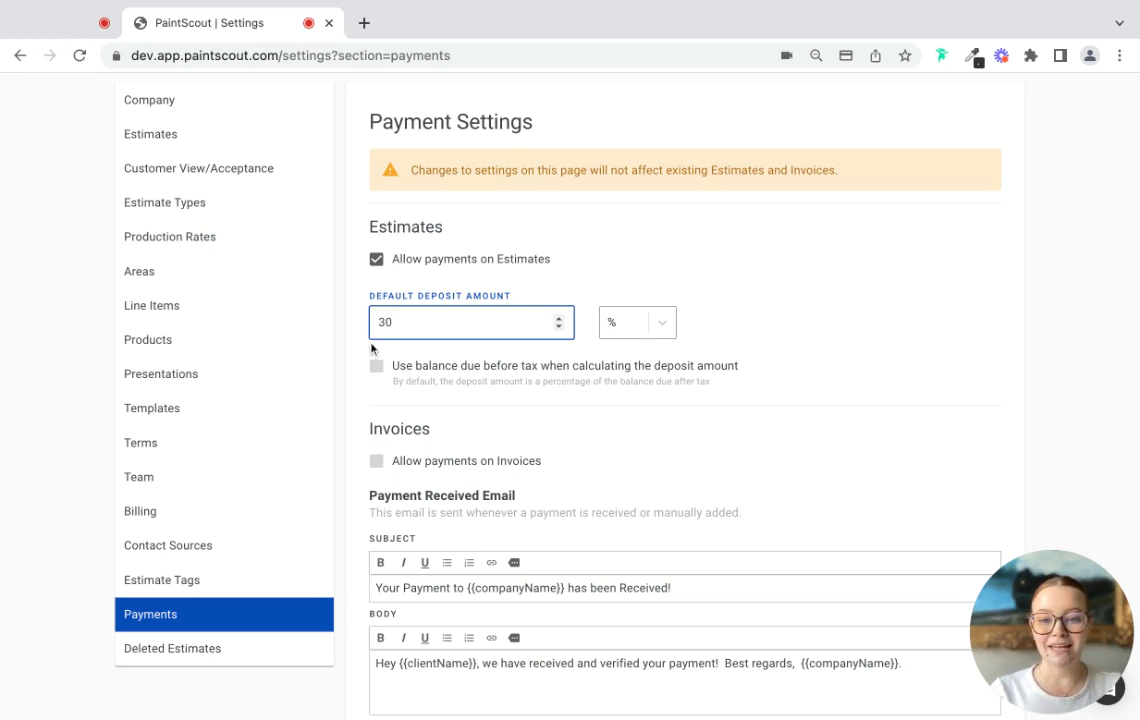 PaintScout | Settings
dev.app.paintscout.com/settings?section=payments
Company
Estimates
Customer View/Acceptance
Estimate Types
Production Rates
Areas
Line Items
Products
Presentations
Templates
Terms
Team
Billing
Contact Sources
Estimate Tags
Payments
Deleted Estimates
Payment Settings
Changes to settings on this page will not affect existing Estimates and Invoices.
Estimates
Allow payments on Estimates
DEFAULT DEPOSIT AMOUNT
30
%
Use balance due before tax when calculating the deposit amount
By default, the deposit amount is a percentage of the balance due after tax
Invoices
Allow payments on Invoices
Payment Received Email
This email is sent whenever a payment is received or manually added.
SUBJECT
B I U
Your Payment to {{companyName}} has been Received!
BODY
B I U
Hey {{clientName}}, we have received and verified your payment! Best regards, {{companyName}}.